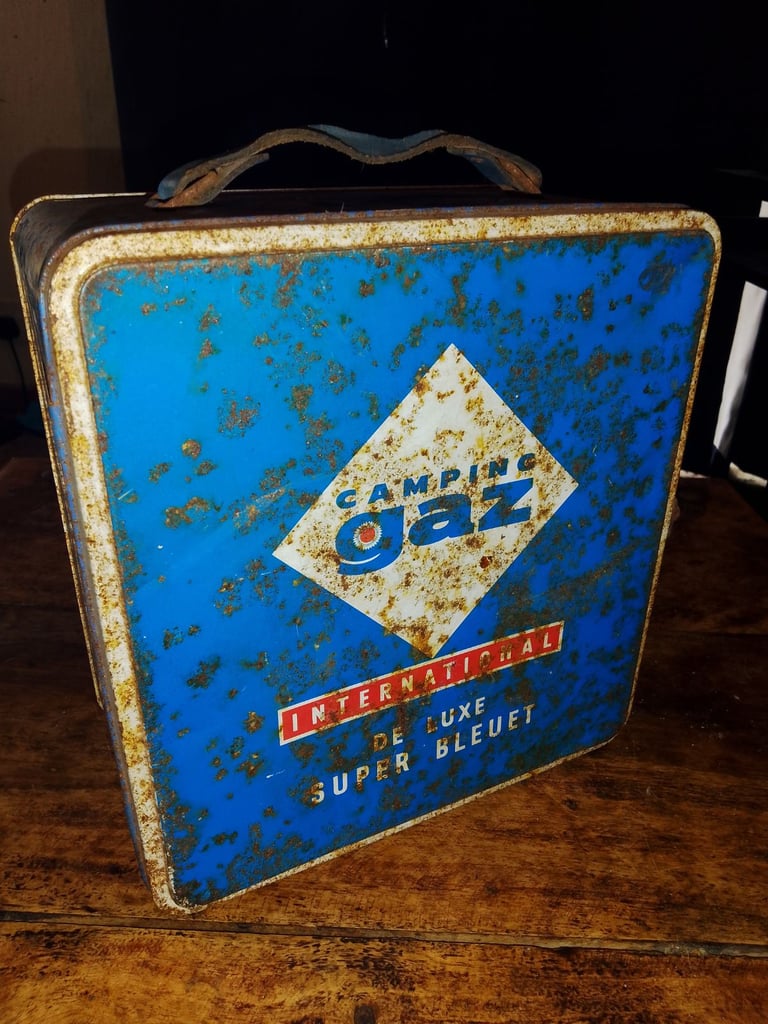 CAMPING
gaz
INTERNATIONAL
DE LUXE
SUPER BLEUET